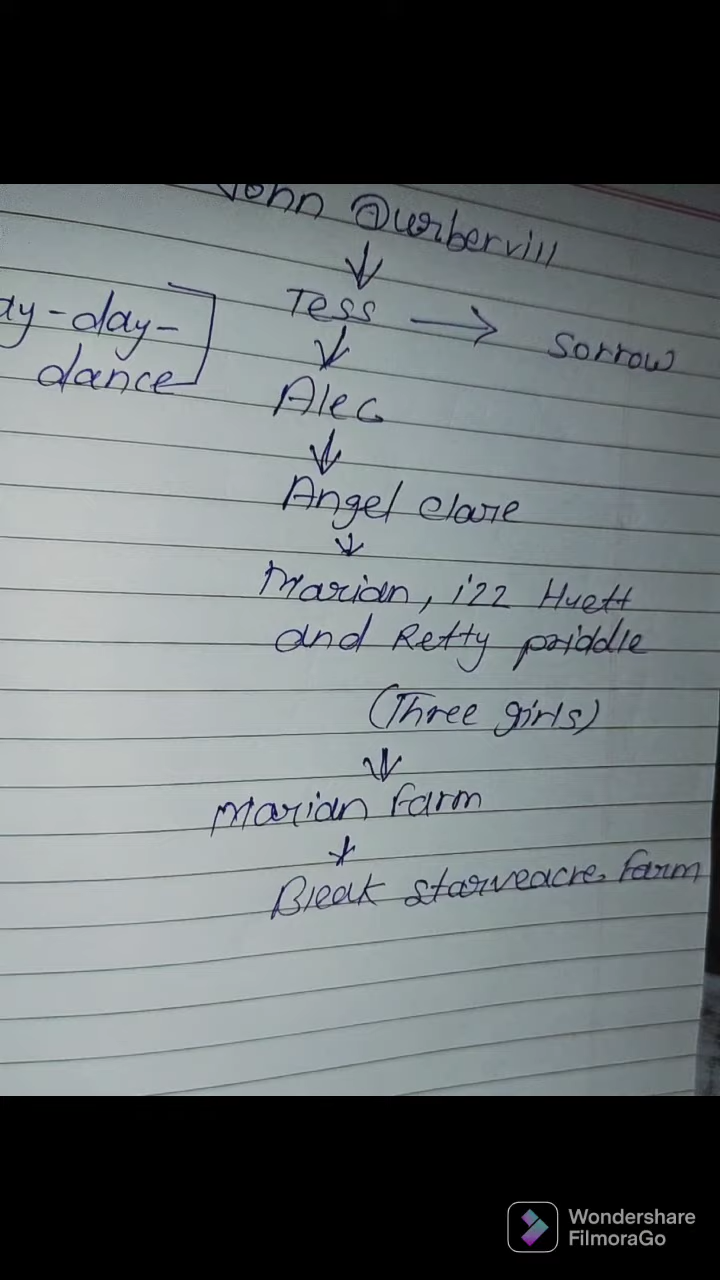 John Durbervill
Tess → Sorrow
ay-day-
dance
Alec
Angel clare
Marian, izz Huett
and Retty priddle
(Three girls)
Marian Farm
Bleak starveacre. Farm
Wondershare
FilmoraGo